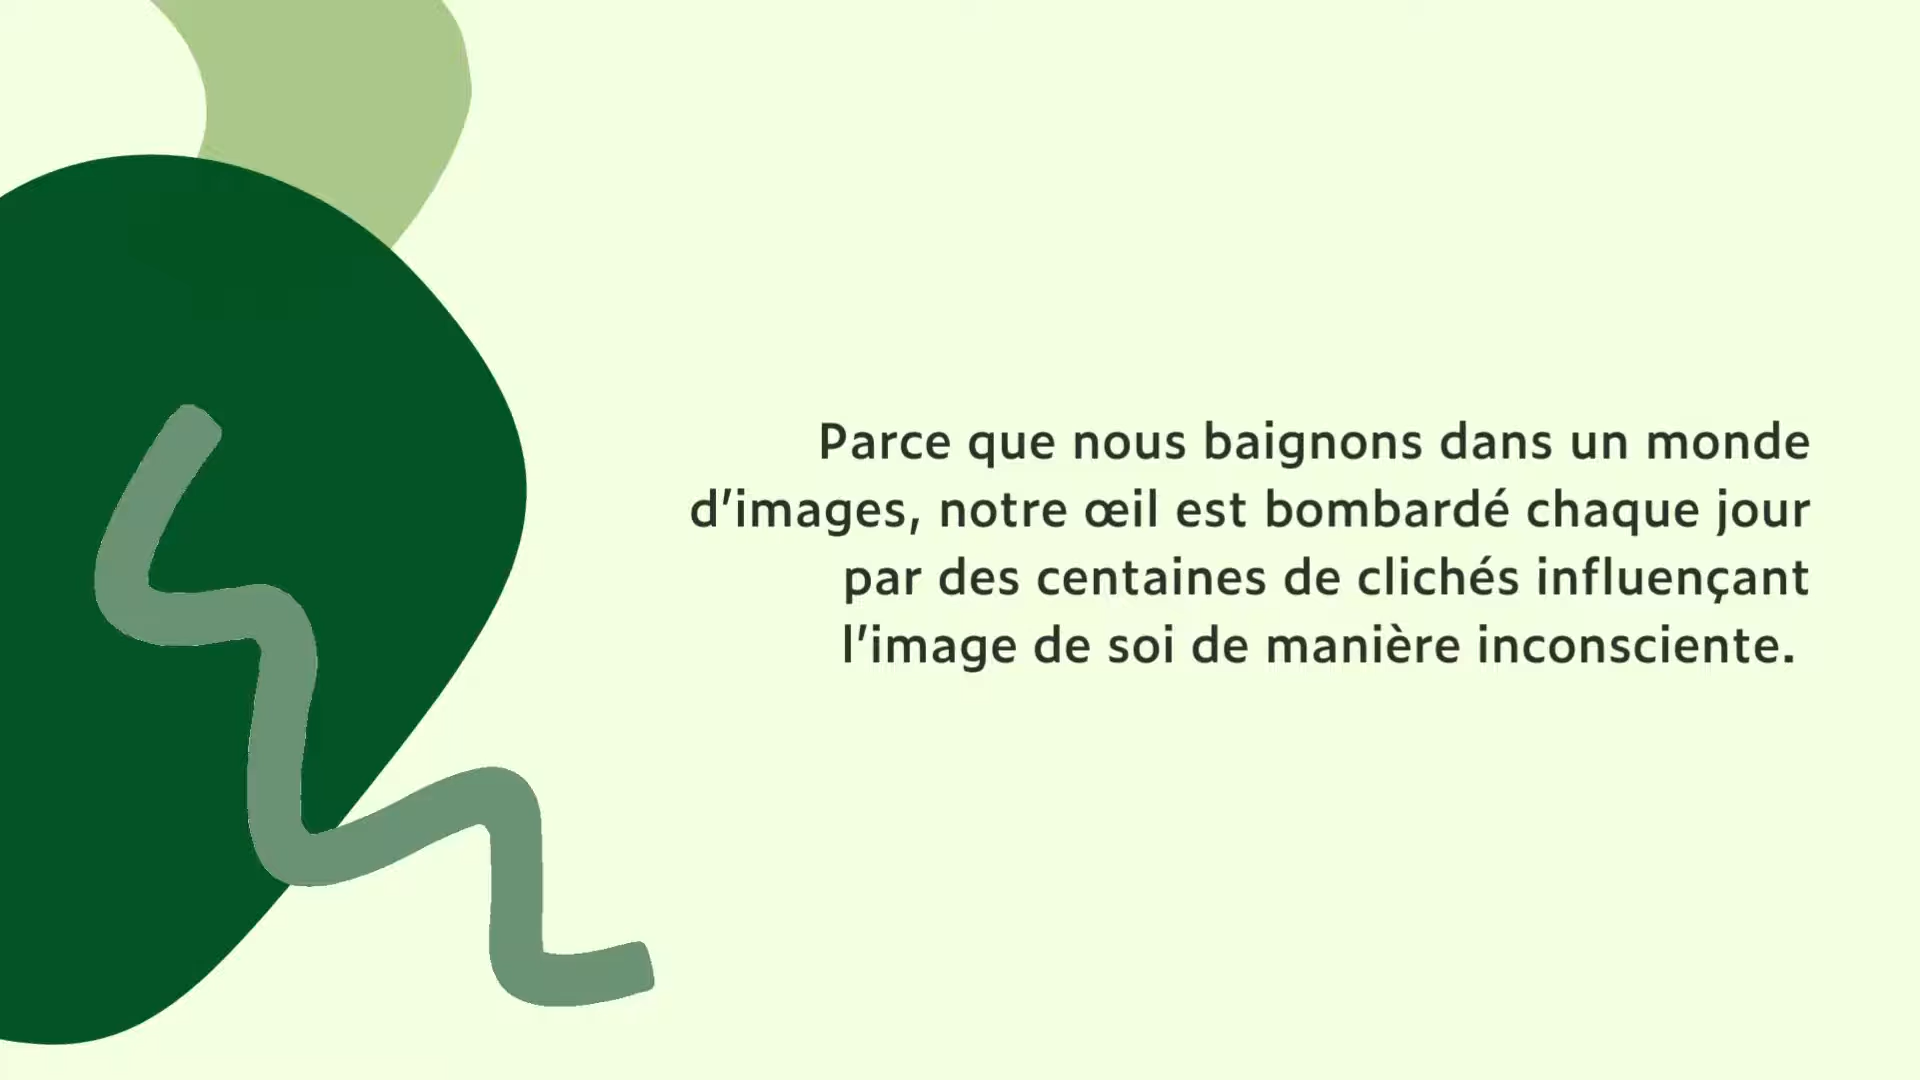 Parce que nous baignons dans un monde
d’images, notre œil est bombardé chaque jour
par des centaines de clichés influençant
l’image de soi de manière inconsciente.